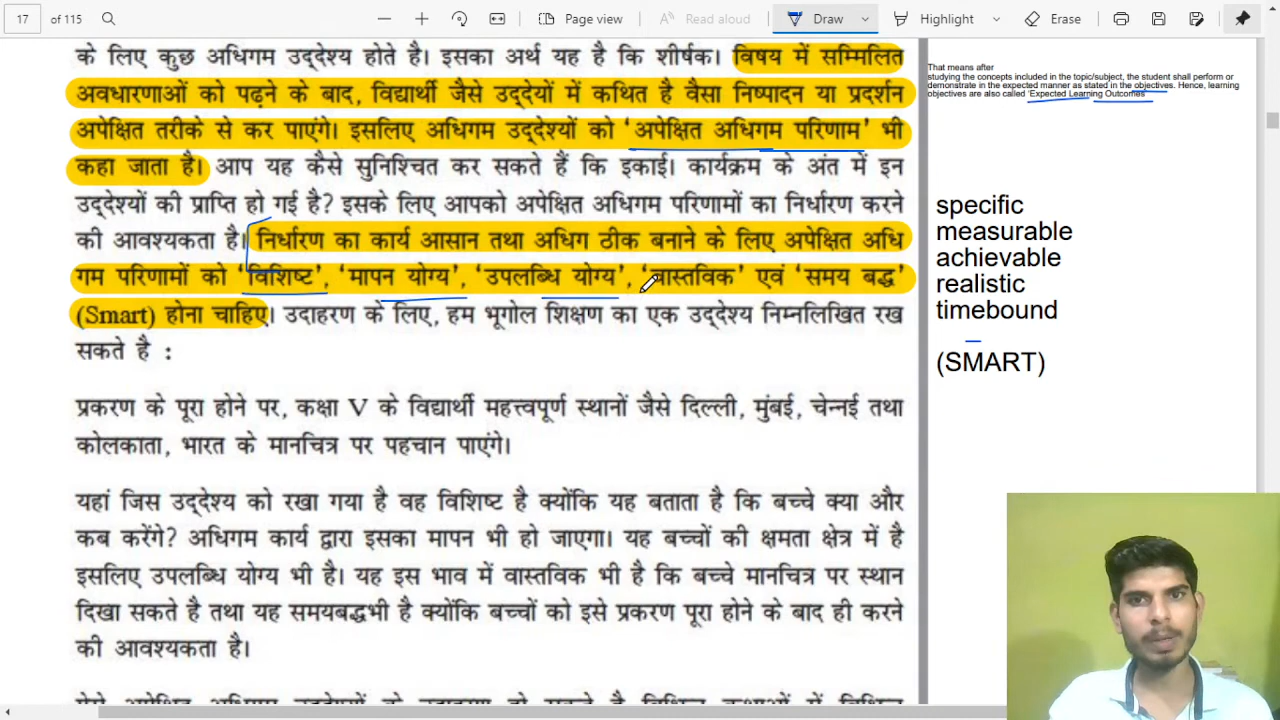 17 of 115
Page view
Read aloud
Draw
Highlight
Erase
के लिए कुछ अधिगम उद्देश्य होते है। इसका अर्थ यह है कि शीर्षक। विषय में सम्मिलित
अवधारणाओं को पढ़ने के बाद, विद्यार्थी जैसे उद्देयों में कथित है वैसा निष्पादन या प्रदर्शन
अपेक्षित तरीके से कर पाएंगे। इसलिए अधिगम उद्देश्यों को ‘अपेक्षित अधिगम परिणाम’ भी
कहा जाता है। आप यह कैसे सुनिश्चित कर सकते हैं कि इकाई। कार्यक्रम के अंत में इन
उद्देश्यों की प्राप्ति हो गई है? इसके लिए आपको अपेक्षित अधिगम परिणामों का निर्धारण करने
की आवश्यकता है। निर्धारण का कार्य आसान तथा अधिग ठीक बनाने के लिए अपेक्षित अधि
गम परिणामों को ‘विशिष्ट’, ‘मापन योग्य’, ‘उपलब्धि योग्य’, ‘वास्तविक’ एवं ‘समय बद्ध’
(Smart) होना चाहिए। उदाहरण के लिए, हम भूगोल शिक्षण का एक उद्देश्य निम्नलिखित रख
सकते है :
प्रकरण के पूरा होने पर, कक्षा V के विद्यार्थी महत्त्वपूर्ण स्थानों जैसे दिल्ली, मुंबई, चेन्नई तथा
कोलकाता, भारत के मानचित्र पर पहचान पाएंगे।
यहां जिस उद्देश्य को रखा गया है वह विशिष्ट है क्योंकि यह बताता है कि बच्चे क्या और
कब करेंगे? अधिगम कार्य द्वारा इसका मापन भी हो जाएगा। यह बच्चों की क्षमता क्षेत्र में है
इसलिए उपलब्धि योग्य भी है। यह इस भाव में वास्तविक भी है कि बच्चे मानचित्र पर स्थान
दिखा सकते है तथा यह समयबद्धभी है क्योंकि बच्चों को इसे प्रकरण पूरा होने के बाद ही करने
की आवश्यकता है।
That means after
studying the concepts included in the topic/subject, the student shall perform or
demonstrate in the expected manner as stated in the objectives. Hence, learning
objectives are also called 'Expected Learning Outcomes'
specific
measurable
achievable
realistic
timebound
(SMART)